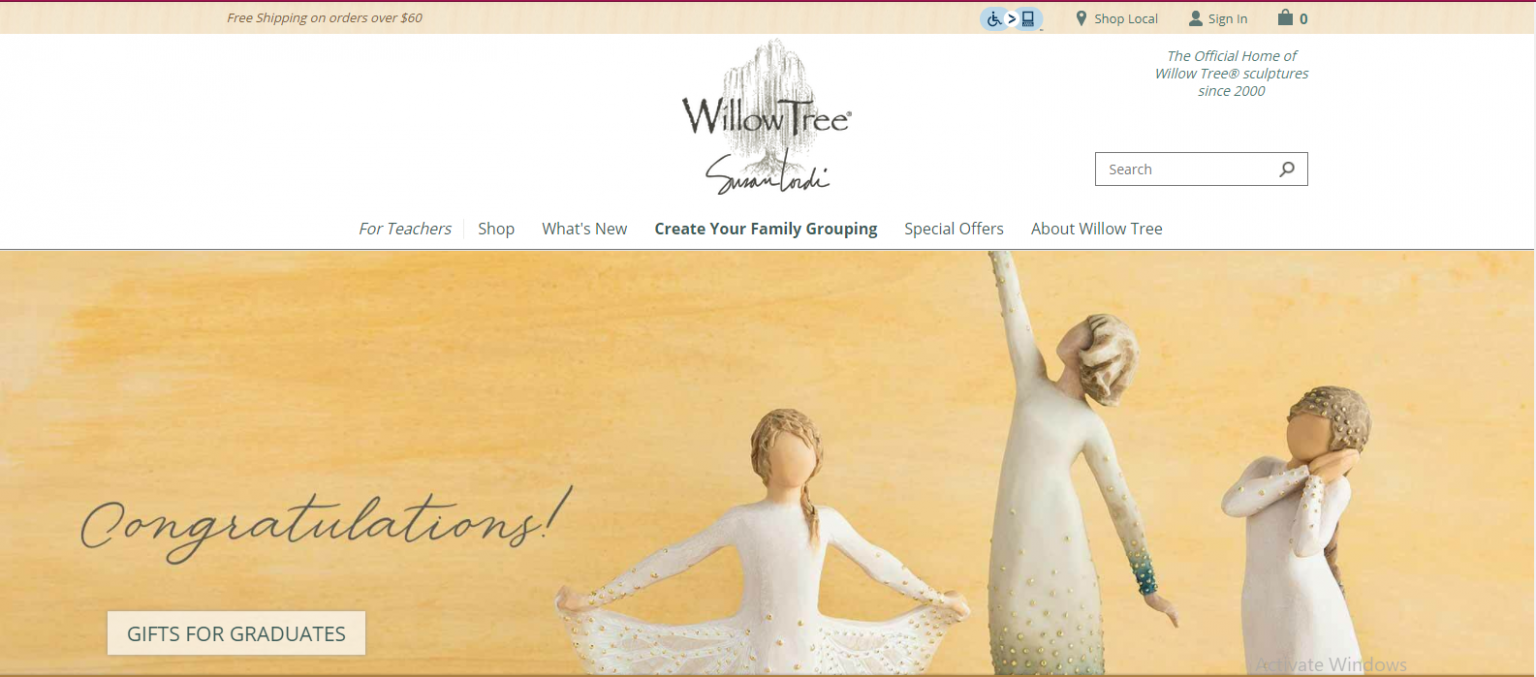 Free Shipping on orders over $60
Shop Local
Sign In
0
The Official Home of
Willow Tree® sculptures
since 2000
Willow Tree®
Susan Lordi
Search
For Teachers
Shop
What's New
Create Your Family Grouping
Special Offers
About Willow Tree
Congratulations!
GIFTS FOR GRADUATES
Activate Windows